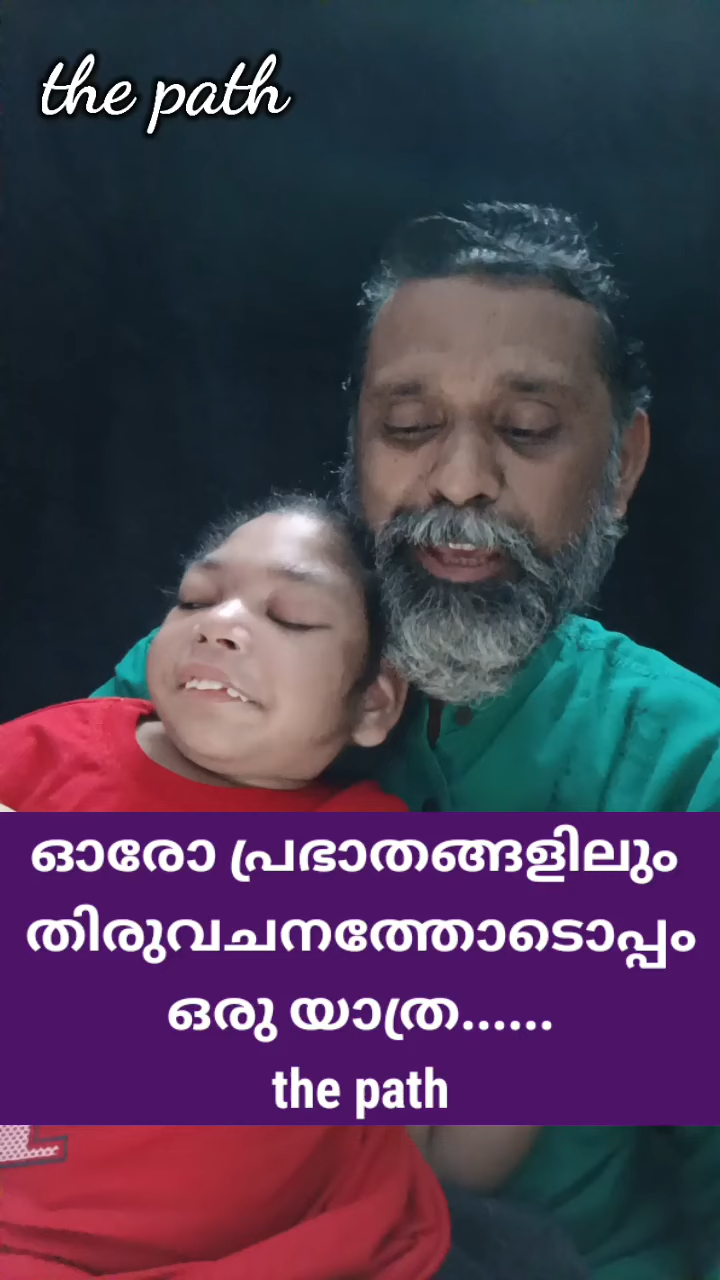 the path
ഓരോ പ്രഭാതങ്ങളിലും
തിരുവചനത്തോടൊപ്പം
ഒരു യാത്ര......
the path